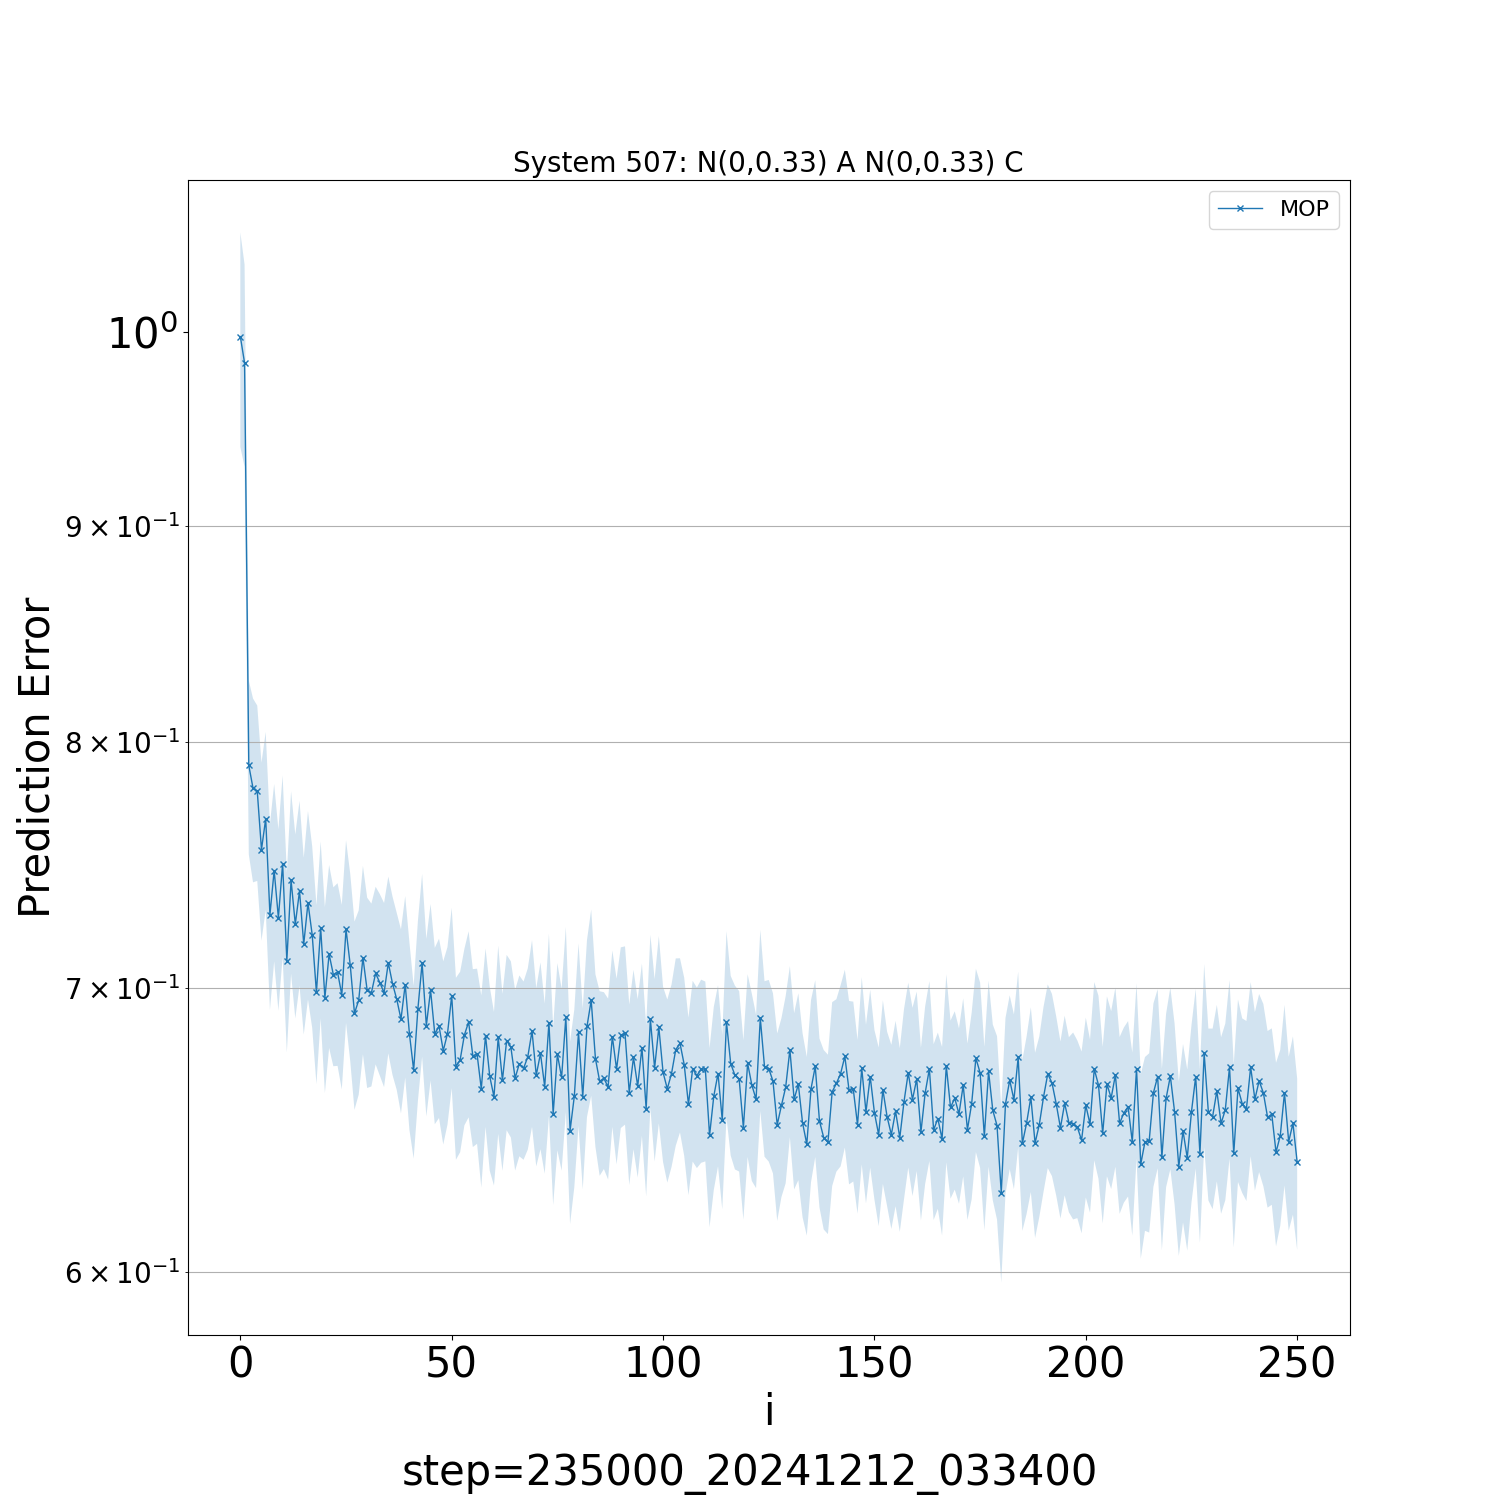 System 507: N(0,0.33) A N(0,0.33) C
MOP
10⁰
9 × 10⁻¹
8 × 10⁻¹
7 × 10⁻¹
6 × 10⁻¹
Prediction Error
0 50 100 150 200 250
i
step=235000_20241212_033400